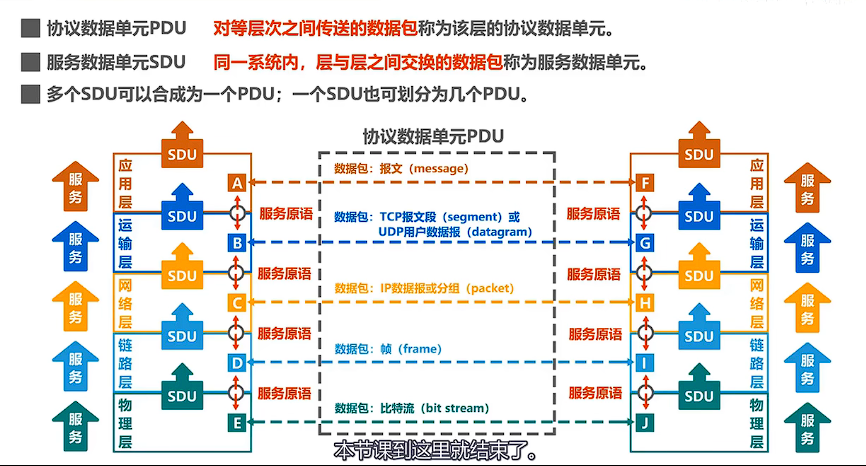 协议数据单元PDU 对等层次之间传送的数据包称为该层的协议数据单元。
服务数据单元SDU 同一系统内，层与层之间交换的数据包称为服务数据单元。
多个SDU可以合成为一个PDU；一个SDU也可划分为几个PDU。
协议数据单元PDU
服务
应用层
SDU
A
数据包：报文（message）
F
SDU
应用层
服务
服务原语
服务原语
服务
运输层
SDU
B
数据包：TCP报文段（segment）或
UDP用户数据报（datagram）
G
SDU
运输层
服务
服务原语
服务原语
服务
网络层
SDU
C
数据包：IP数据报或分组（packet）
H
SDU
网络层
服务
服务原语
服务原语
服务
链路层
SDU
D
数据包：帧（frame）
I
SDU
链路层
服务
服务原语
服务原语
服务
物理层
SDU
E
数据包：比特流（bit stream）
J
SDU
物理层
服务
本节课到这里就结束了。